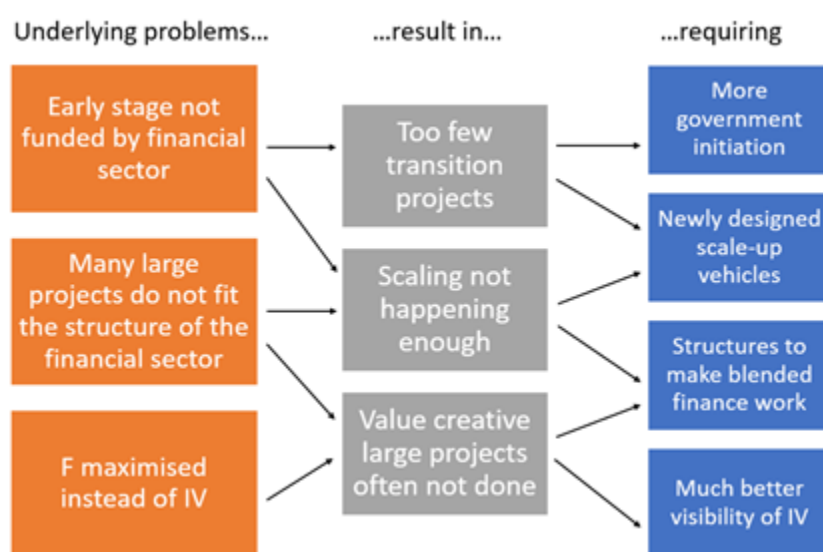 Underlying problems...
...result in...
...requiring
Early stage not
funded by financial
sector
Many large
projects do not fit
the structure of the
financial sector
F maximised
instead of IV
Too few
transition
projects
Scaling not
happening
enough
Value creative
large projects
often not done
More
government
initiation
Newly designed
scale-up
vehicles
Structures to
make blended
finance work
Much better
visibility of IV